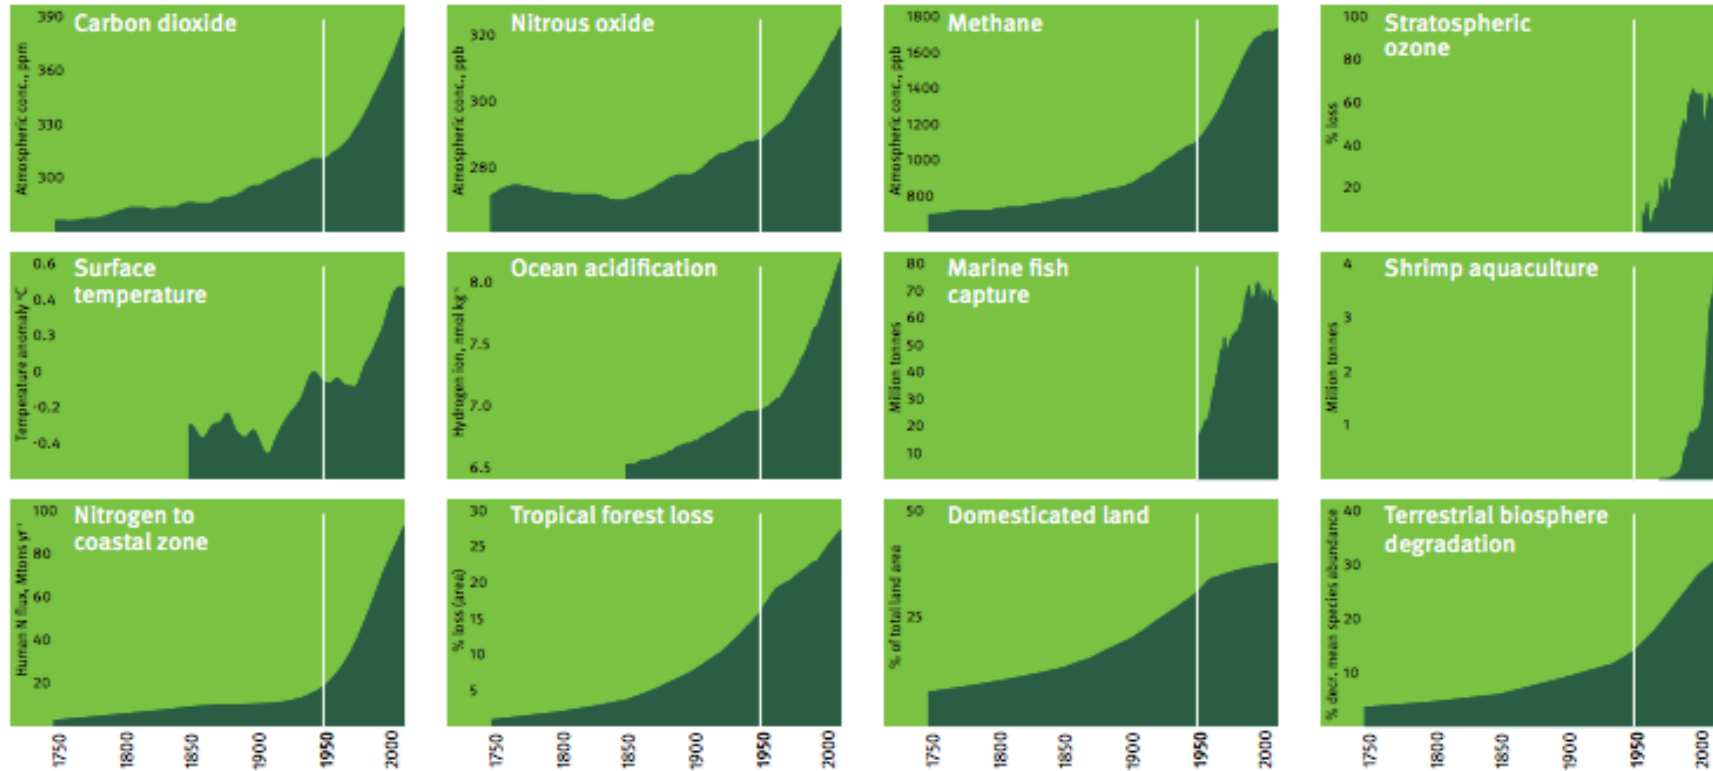 Carbon dioxide
Atmospheric conc., ppm
390
360
330
300
Nitrous oxide
Atmospheric conc., ppb
320
300
280
Methane
Atmospheric conc., ppb
1800
1600
1400
1200
1000
800
Stratospheric
ozone
% loss
100
80
60
40
20
Surface
temperature
Temperature anomaly °C
0.6
0.4
0.3
0
-0.2
-0.4
Ocean acidification
Hydrogen ion, nmol kg⁻¹
8.0
7.5
7.0
6.5
Marine fish
capture
Million tonnes
80
70
60
50
40
30
20
10
Shrimp aquaculture
Million tonnes
4
3
2
1
Nitrogen to
coastal zone
Human N flux, Mtons yr⁻¹
100
80
60
40
20
Tropical forest loss
% loss (area)
30
25
20
15
10
5
Domesticated land
% of total land area
50
25
Terrestrial biosphere
degradation
% decr. mean species abundance
40
30
20
10
1750 1800 1850 1900 1950 2000
1750 1800 1850 1900 1950 2000
1750 1800 1850 1900 1950 2000
1750 1800 1850 1900 1950 2000